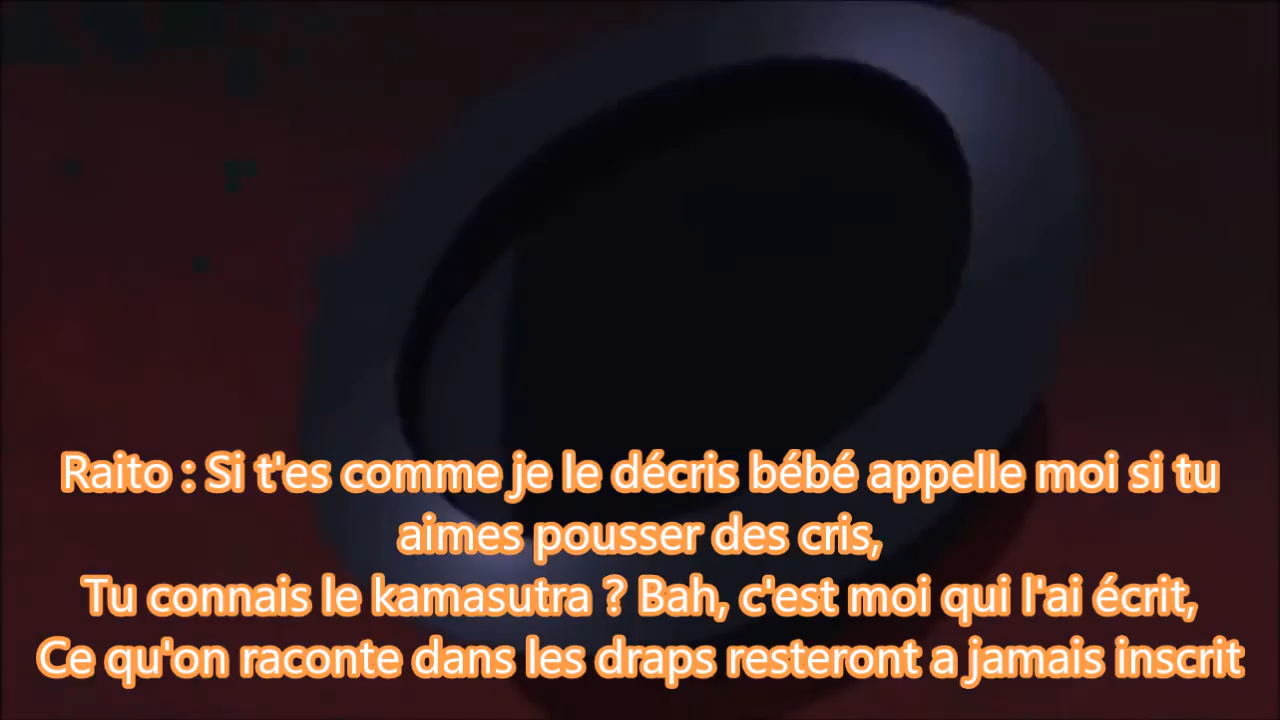 Raito : Si t'es comme je le décris bébé appelle moi si tu
aimes pousser des cris,
Tu connais le kamasutra ? Bah, c'est moi qui l'ai écrit,
Ce qu'on raconte dans les draps resteront a jamais inscrit